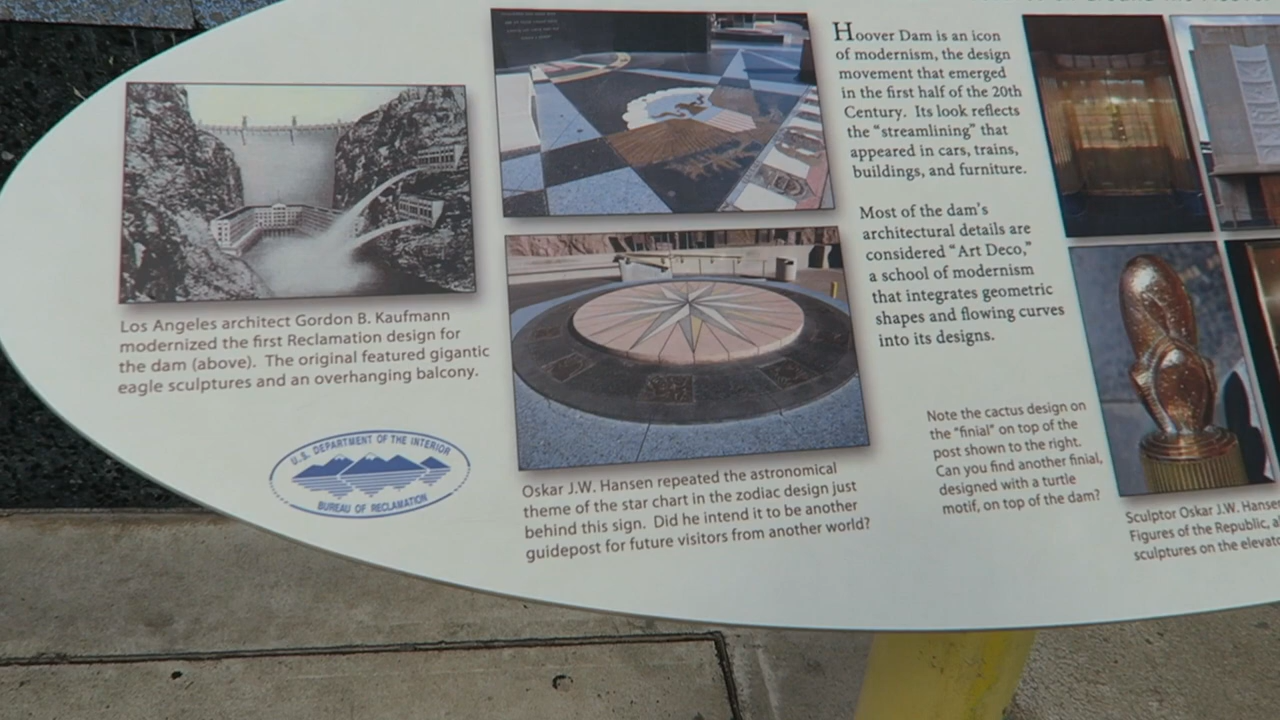 Hoover Dam is an icon
of modernism, the design
movement that emerged
in the first half of the 20th
Century. Its look reflects
the "streamlining" that
appeared in cars, trains,
buildings, and furniture.
Most of the dam's
architectural details are
considered "Art Deco,"
a school of modernism
that integrates geometric
shapes and flowing curves
into its designs.
Los Angeles architect Gordon B. Kaufmann
modernized the first Reclamation design for
the dam (above). The original featured gigantic
eagle sculptures and an overhanging balcony.
U.S. DEPARTMENT OF THE INTERIOR
BUREAU OF RECLAMATION
Oskar J.W. Hansen repeated the astronomical
theme of the star chart in the zodiac design just
behind this sign. Did he intend it to be another
guidepost for future visitors from another world?
Note the cactus design on
the "finial" on top of the
post shown to the right.
Can you find another finial,
designed with a turtle
motif, on top of the dam?
Sculptor Oskar J.W. Hanse
Figures of the Republic, a
sculptures on the elevato